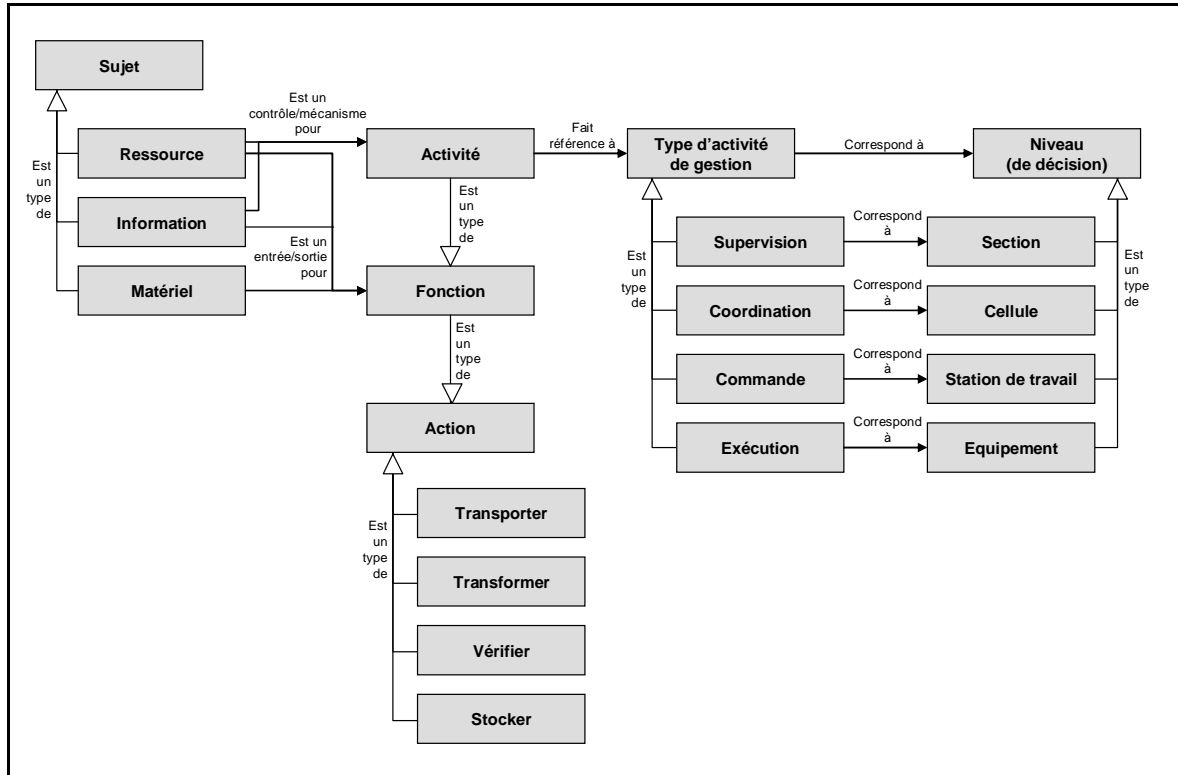 Sujet
Est un
contrôle/mécanisme
pour
Ressource
Activité
Fait
référence à
Type d'activité
de gestion
Correspond à
Niveau
(de décision)
Est
un
type
de
Information
Est
un
type
de
Est un
entrée/sortie
pour
Matériel
Fonction
Est
un
type
de
Action
Est
un
type
de
Transporter
Transformer
Vérifier
Stocker
Est
un
type
de
Supervision
Correspond
à
Section
Coordination
Correspond
à
Cellule
Commande
Correspond
à
Station de travail
Exécution
Correspond
à
Equipement
Est
un
type
de